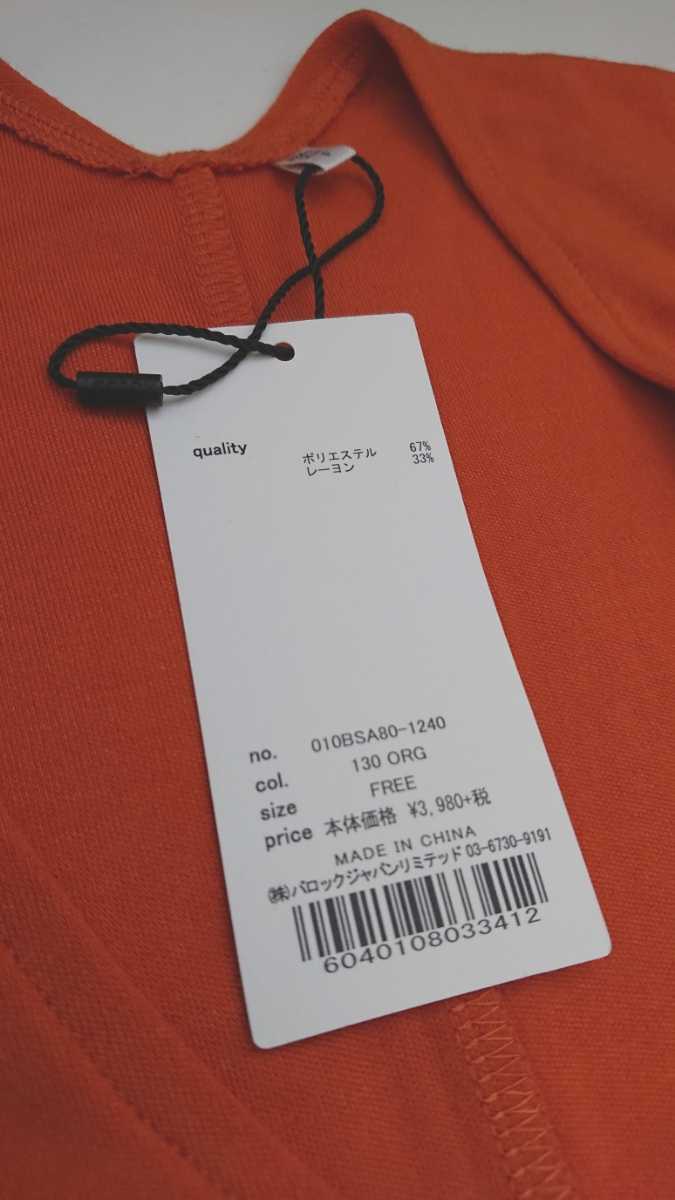 quality
ポリエステル 67%
レーヨン 33%
no. 010BSA80-1240
col. 130 ORG
size FREE
price 本体価格 ¥3,980+税
MADE IN CHINA
㈱バロックジャパンリミテッド 03-6730-9191
6040108033412